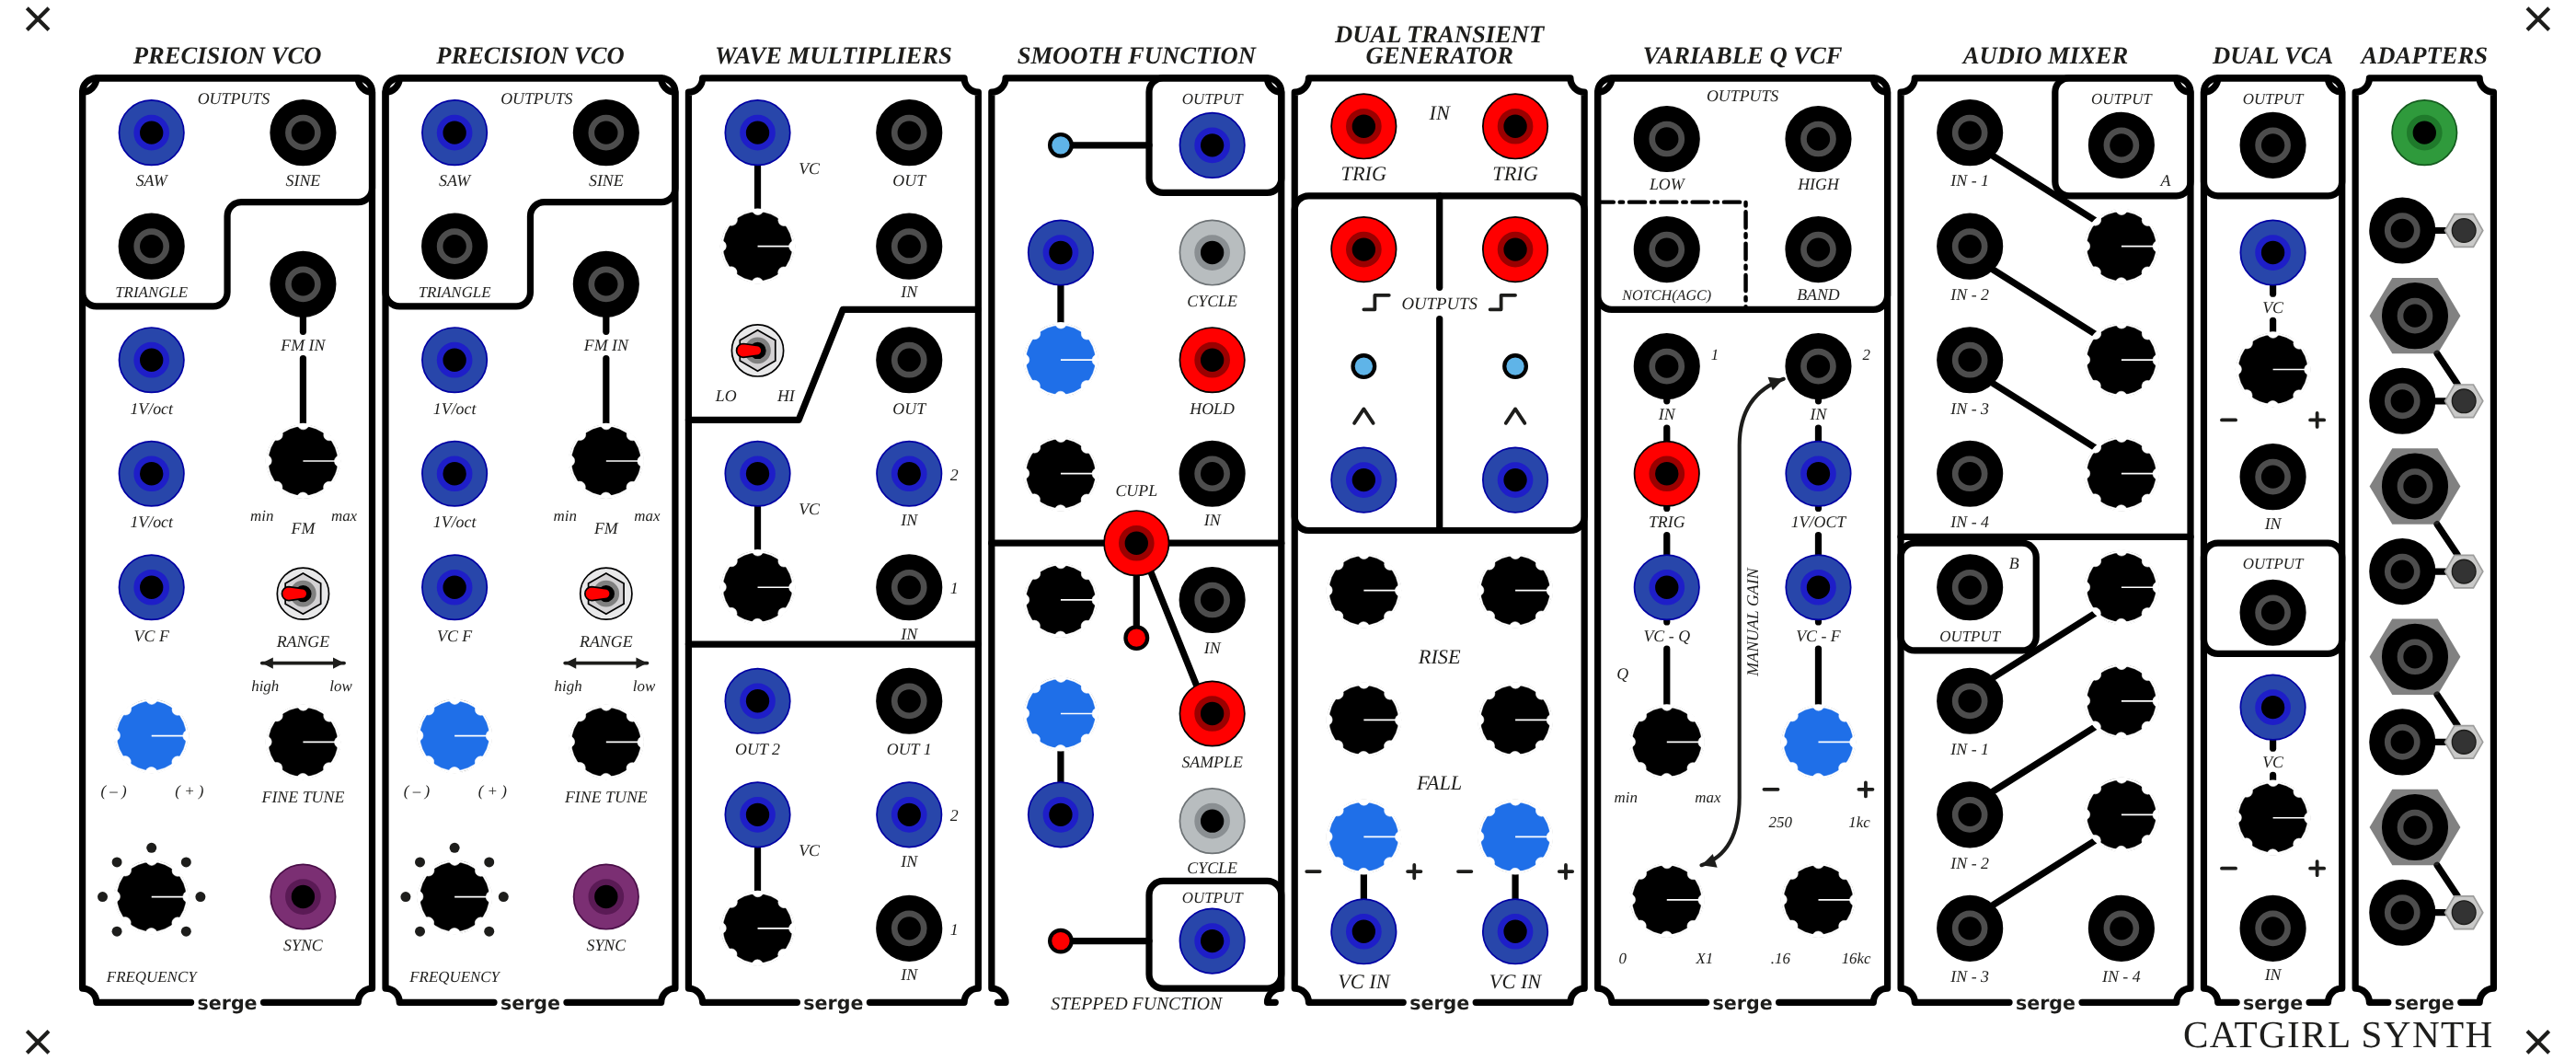 PRECISION VCO
OUTPUTS
SAW
SINE
TRIANGLE
FM IN
1V/oct
1V/oct
min
max
FM
VC F
RANGE
high
low
( – )
( + )
FINE TUNE
SYNC
FREQUENCY
serge
PRECISION VCO
OUTPUTS
SAW
SINE
TRIANGLE
FM IN
1V/oct
1V/oct
min
max
FM
VC F
RANGE
high
low
( – )
( + )
FINE TUNE
SYNC
FREQUENCY
serge
WAVE MULTIPLIERS
VC
OUT
IN
LO
HI
OUT
2
VC
IN
1
IN
OUT 2
OUT 1
2
VC
IN
1
IN
serge
SMOOTH FUNCTION
OUTPUT
CYCLE
HOLD
CUPL
IN
IN
SAMPLE
CYCLE
OUTPUT
STEPPED FUNCTION
DUAL TRANSIENT
GENERATOR
IN
TRIG
TRIG
OUTPUTS
RISE
FALL
–
+
–
+
VC IN
VC IN
serge
VARIABLE Q VCF
OUTPUTS
LOW
HIGH
NOTCH(AGC)
BAND
1
2
IN
IN
TRIG
1V/OCT
MANUAL GAIN
VC - Q
VC - F
Q
min
max
–
+
250
1kc
0
X1
.16
16kc
serge
AUDIO MIXER
OUTPUT
A
IN - 1
IN - 2
IN - 3
IN - 4
B
OUTPUT
IN - 1
IN - 2
IN - 3
IN - 4
serge
DUAL VCA
OUTPUT
VC
–
+
IN
OUTPUT
VC
–
+
IN
serge
ADAPTERS
serge
CATGIRL SYNTH